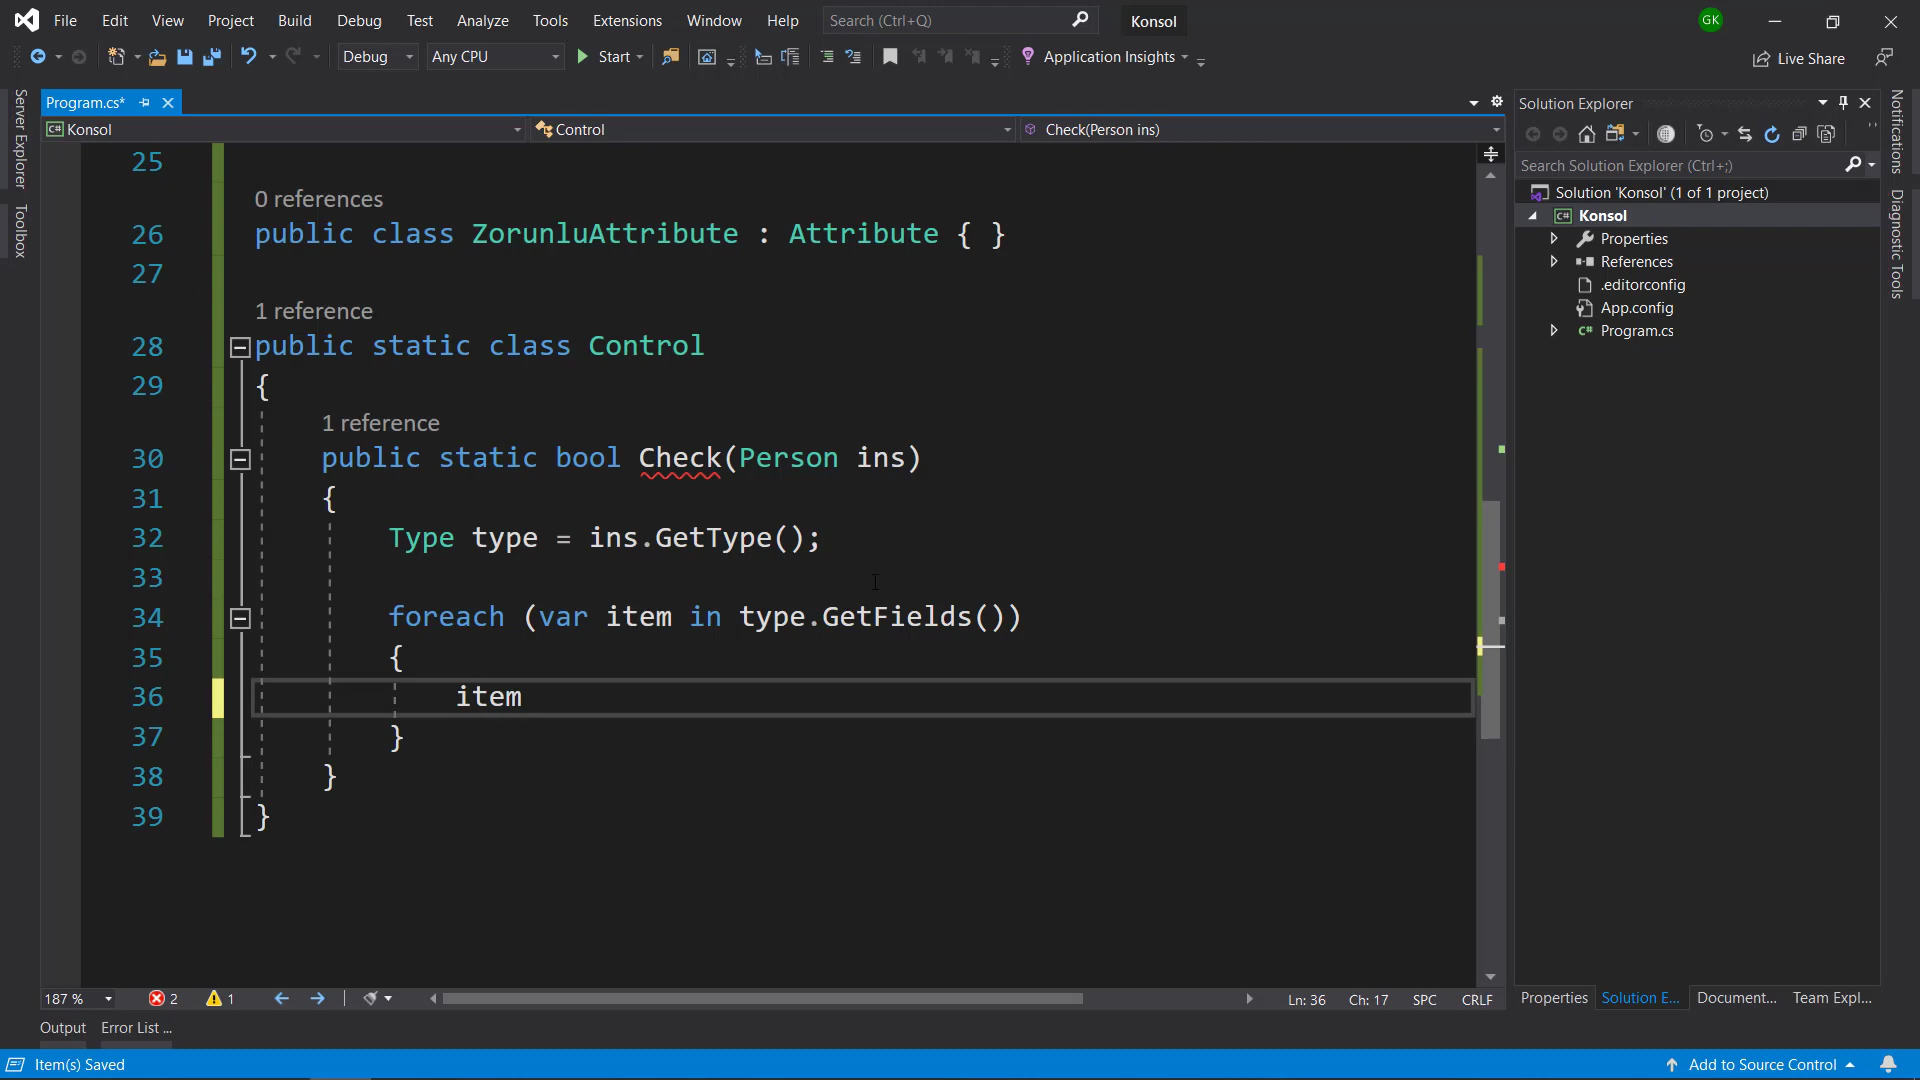 File Edit View Project Build Debug Test Analyze Tools Extensions Window Help Search (Ctrl+Q) Konsol GK
Debug Any CPU Start Application Insights Live Share
Server Explorer
Toolbox
Program.cs*
Konsol Control Check(Person ins)
25
0 references
26 public class ZorunluAttribute : Attribute { }
27
1 reference
28 public static class Control
29 {
1 reference
30 public static bool Check(Person ins)
31 {
32 Type type = ins.GetType();
33
34 foreach (var item in type.GetFields())
35 {
36 item
37 }
38 }
39 }
187 % 2 1 Ln: 36 Ch: 17 SPC CRLF
Output Error List ...
Item(s) Saved Add to Source Control
Solution Explorer
Search Solution Explorer (Ctrl+;)
Solution 'Konsol' (1 of 1 project)
C# Konsol
Properties
References
.editorconfig
App.config
C# Program.cs
Properties Solution E... Document... Team Expl...
Notifications
Diagnostic Tools